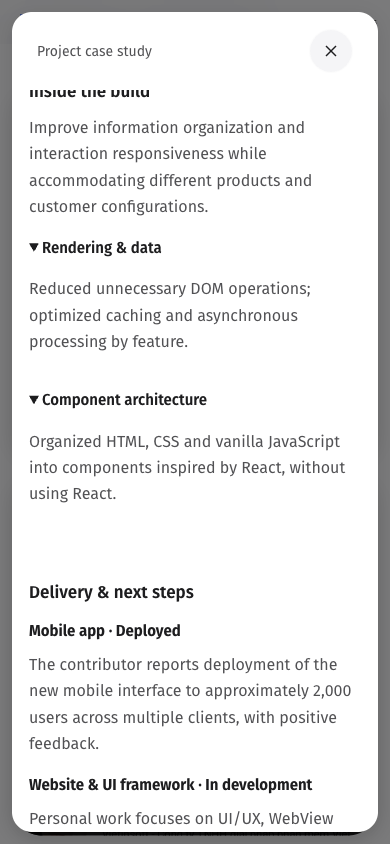 Project case study
Inside the build
Improve information organization and
interaction responsiveness while
accommodating different products and
customer configurations.
Rendering & data
Reduced unnecessary DOM operations;
optimized caching and asynchronous
processing by feature.
Component architecture
Organized HTML, CSS and vanilla JavaScript
into components inspired by React, without
using React.
Delivery & next steps
Mobile app · Deployed
The contributor reports deployment of the
new mobile interface to approximately 2,000
users across multiple clients, with positive
feedback.
Website & UI framework · In development
Personal work focuses on UI/UX, WebView